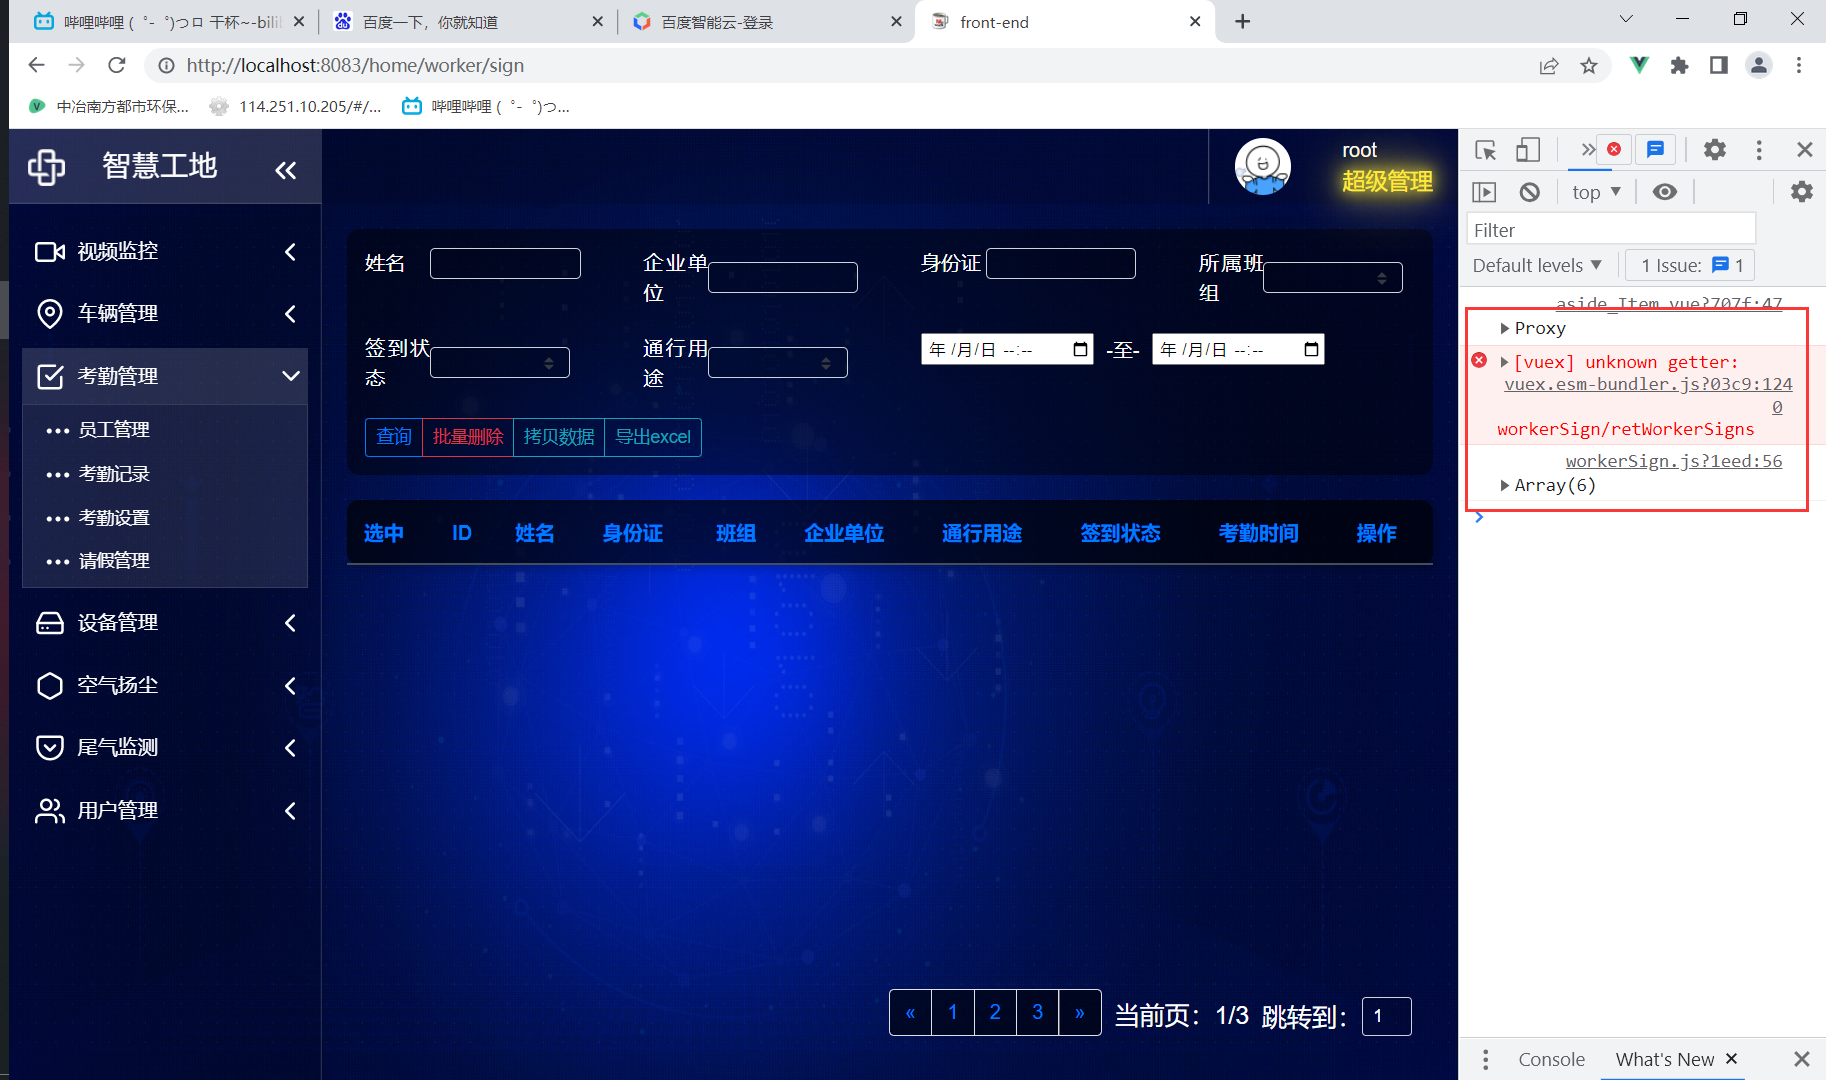 哔哩哔哩 (゜-゜)つロ 干杯~-bilil
百度一下，你就知道
百度智能云-登录
front-end
http://localhost:8083/home/worker/sign
中冶南方都市环保...
114.251.10.205/#/...
哔哩哔哩 (゜-゜)つ...
智慧工地
root
超级管理
视频监控
车辆管理
考勤管理
员工管理
考勤记录
考勤设置
请假管理
设备管理
空气扬尘
尾气监测
用户管理
姓名
企业单位
身份证
所属班组
签到状态
通行用途
年 /月/日 --:--
-至-
年 /月/日 --:--
查询
批量删除
拷贝数据
导出excel
选中 ID 姓名 身份证 班组 企业单位 通行用途 签到状态 考勤时间 操作
« 1 2 3 » 当前页：1/3 跳转到： 1
top
Filter
Default levels
1 Issue: 1
aside_Item.vue?707f:47
Proxy
[vuex] unknown getter:
vuex.esm-bundler.js?03c9:124
0
workerSign/retWorkerSigns
workerSign.js?1eed:56
Array(6)
Console
What's New